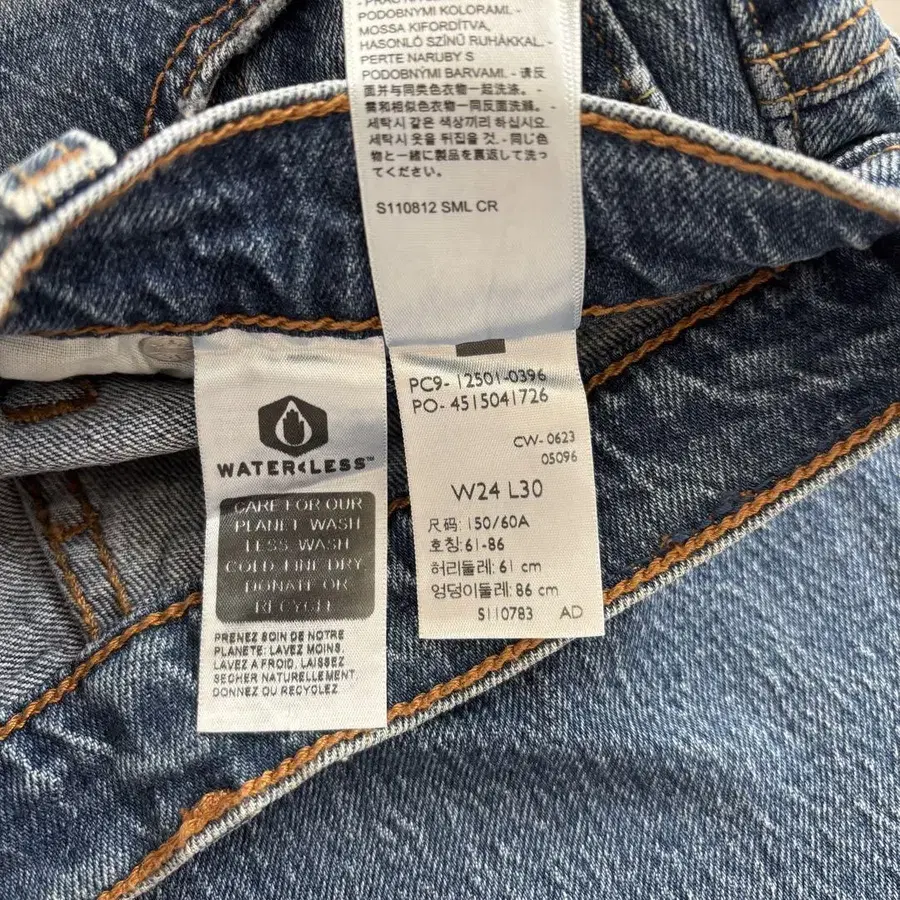 PODOBNYMI KOLORAMI. -
MOSSA KIFORDÍTVA,
HASONLÓ SZÍNŰ RUHÁKKAL. -
PERTE NARUBY S
PODOBNÝMI BARVAMI. - 请反
面并与同类色衣物一起洗涤。 -
需和相似色衣物一同反面洗滌。 -
세탁시 같은 색상끼리 하십시오.
세탁시 옷을 뒤집을 것. - 同じ色
物と一緒に製品を裏返して洗っ
てください。
S110812 SML CR
WATER<LESS™
CARE FOR OUR
PLANET WASH
LESS, WASH
COLD, LINE DRY,
DONATE OR
RECYCLE
PRENEZ SOIN DE NOTRE
PLANETE: LAVEZ MOINS,
LAVEZ A FROID, LAISSEZ
SECHER NATURELLEMENT,
DONNEZ OU RECYCLEZ
PC9- 12501-0396
PO- 4515041726
CW- 0623
05096
W24 L30
尺码: 150/60A
호칭: 61-86
허리둘레: 61 cm
엉덩이둘레: 86 cm
S110783 AD